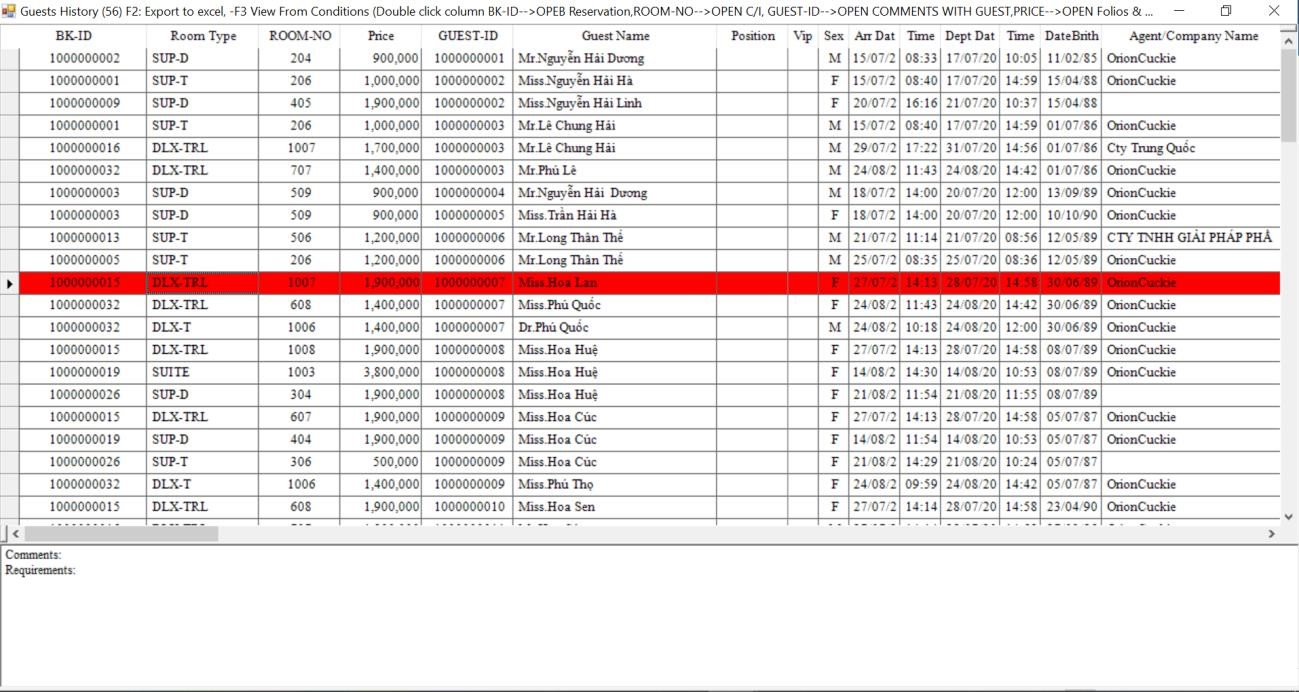 Guests History (56) F2: Export to excel, -F3 View From Conditions (Double click column BK-ID-->OPEB Reservation,ROOM-NO-->OPEN C/I, GUEST-ID-->OPEN COMMENTS WITH GUEST,PRICE-->OPEN Folios & ...
BK-ID Room Type ROOM-NO Price GUEST-ID Guest Name Position Vip Sex Arr Dat Time Dept Dat Time DateBrith Agent/Company Name
1000000002 SUP-D 204 900,000 1000000001 Mr.Nguyễn Hải Dương M 15/07/2 08:33 17/07/20 10:05 11/02/85 OrionCuckie
1000000001 SUP-T 206 1,000,000 1000000002 Miss.Nguyễn Hải Hà F 15/07/2 08:40 17/07/20 14:59 15/04/88 OrionCuckie
1000000009 SUP-D 405 1,900,000 1000000002 Miss.Nguyễn Hải Linh F 20/07/2 16:16 21/07/20 10:37 15/04/88
1000000001 SUP-T 206 1,000,000 1000000003 Mr.Lê Chung Hải M 15/07/2 08:40 17/07/20 14:59 01/07/86 OrionCuckie
1000000016 DLX-TRL 1007 1,700,000 1000000003 Mr.Lê Chung Hải M 29/07/2 17:22 31/07/20 14:56 01/07/86 Cty Trung Quốc
1000000032 DLX-TRL 707 1,400,000 1000000003 Mr.Phủ Lê M 24/08/2 11:43 24/08/20 14:42 01/07/86 OrionCuckie
1000000003 SUP-D 509 900,000 1000000004 Mr.Nguyễn Hải Dương M 18/07/2 14:00 20/07/20 12:00 13/09/89 OrionCuckie
1000000003 SUP-D 509 900,000 1000000005 Miss.Trần Hải Hà F 18/07/2 14:00 20/07/20 12:00 10/10/90 OrionCuckie
1000000013 SUP-T 506 1,200,000 1000000006 Mr.Long Thân Thể M 21/07/2 11:14 21/07/20 08:56 12/05/89 CTY TNHH GIẢI PHÁP PHẦ
1000000005 SUP-T 206 1,200,000 1000000006 Mr.Long Thân Thể M 25/07/2 08:35 25/07/20 08:36 12/05/89 OrionCuckie
1000000015 DLX-TRL 1007 1,900,000 1000000007 Miss.Hoa Lan F 27/07/2 14:13 28/07/20 14:58 30/06/89 OrionCuckie
1000000032 DLX-TRL 608 1,400,000 1000000007 Miss.Phú Quốc F 24/08/2 11:43 24/08/20 14:42 30/06/89 OrionCuckie
1000000032 DLX-T 1006 1,400,000 1000000007 Dr.Phú Quốc M 24/08/2 10:18 24/08/20 12:00 30/06/89 OrionCuckie
1000000015 DLX-TRL 1008 1,900,000 1000000008 Miss.Hoa Huệ F 27/07/2 14:13 28/07/20 14:58 08/07/89 OrionCuckie
1000000019 SUITE 1003 3,800,000 1000000008 Miss.Hoa Huệ F 14/08/2 14:30 14/08/20 10:53 08/07/89 OrionCuckie
1000000026 SUP-D 304 1,900,000 1000000008 Miss.Hoa Huệ F 21/08/2 11:54 21/08/20 11:55 08/07/89
1000000015 DLX-TRL 607 1,900,000 1000000009 Miss.Hoa Cúc F 27/07/2 14:13 28/07/20 14:58 05/07/87 OrionCuckie
1000000019 SUP-D 404 1,900,000 1000000009 Miss.Hoa Cúc F 14/08/2 11:54 14/08/20 10:53 05/07/87 OrionCuckie
1000000026 SUP-T 306 500,000 1000000009 Miss.Hoa Cúc F 21/08/2 14:29 21/08/20 10:24 05/07/87
1000000032 DLX-T 1006 1,400,000 1000000009 Miss.Phú Thọ F 24/08/2 09:59 24/08/20 14:42 05/07/87 OrionCuckie
1000000015 DLX-TRL 608 1,900,000 1000000010 Miss.Hoa Sen F 27/07/2 14:14 28/07/20 14:58 23/04/90 OrionCuckie
Comments:
Requirements: